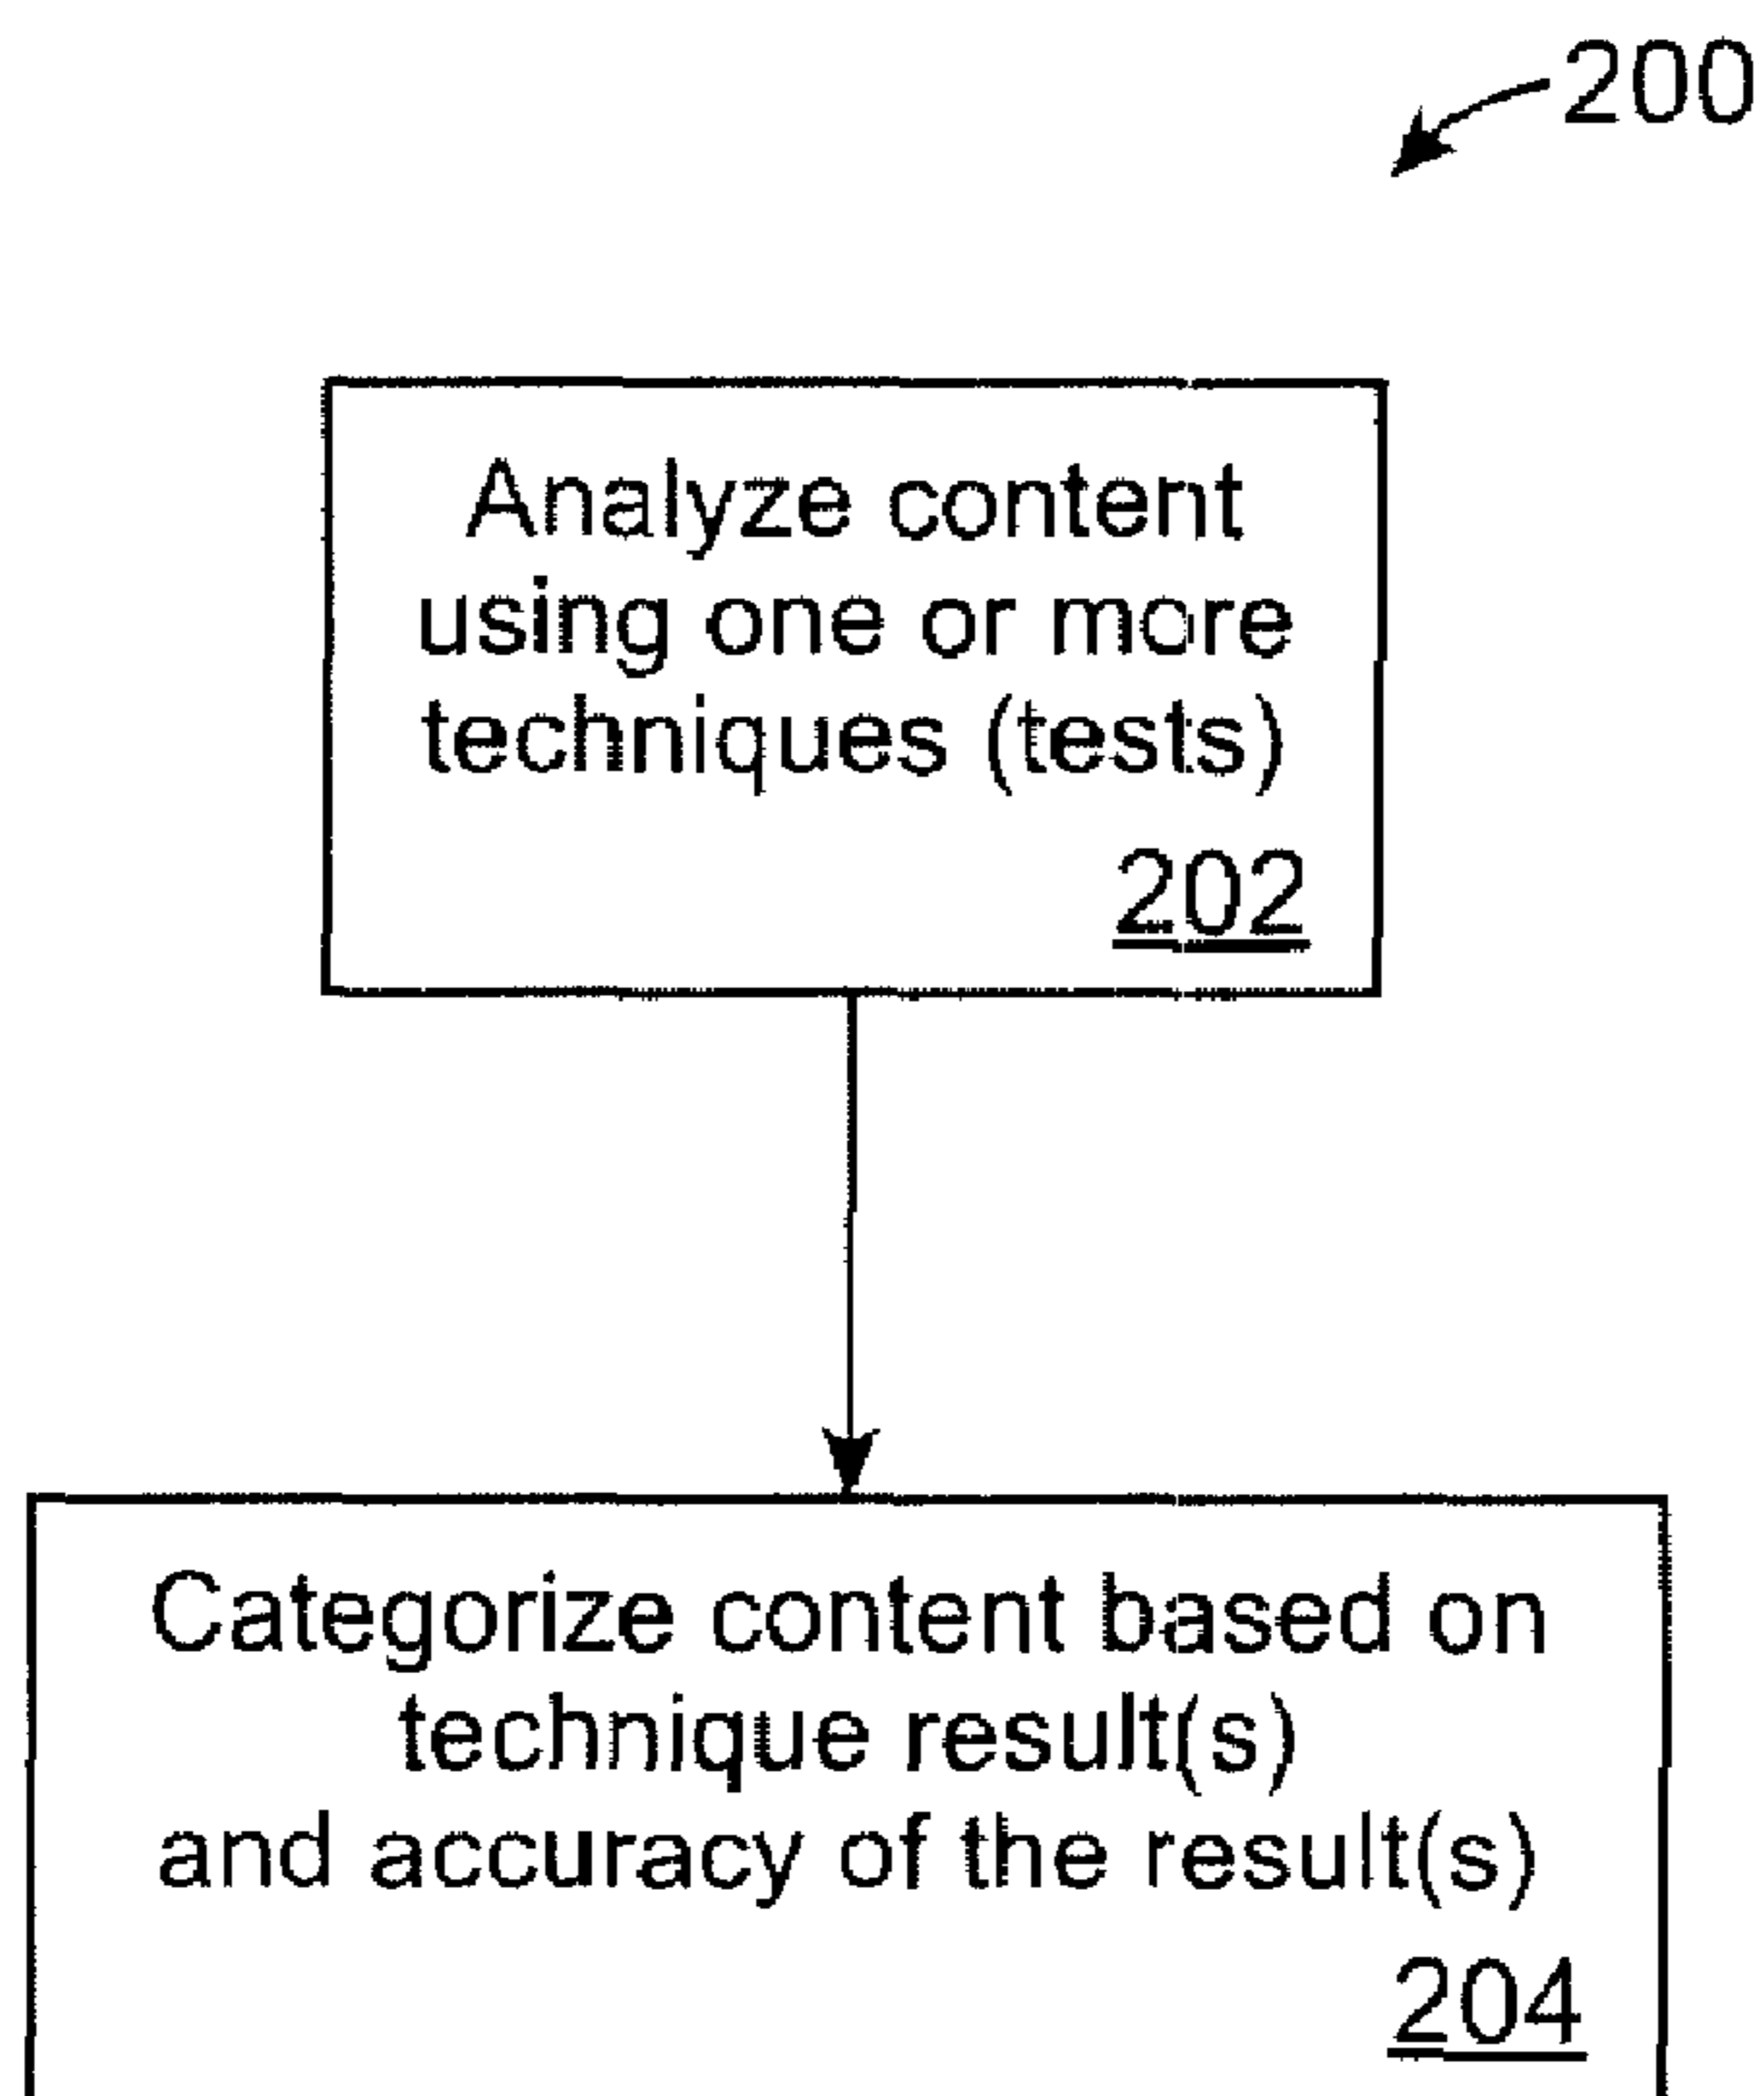 200
Analyze content
using one or more
techniques (tests)
202
Categorize content based on
technique result(s)
and accuracy of the result(s)
204